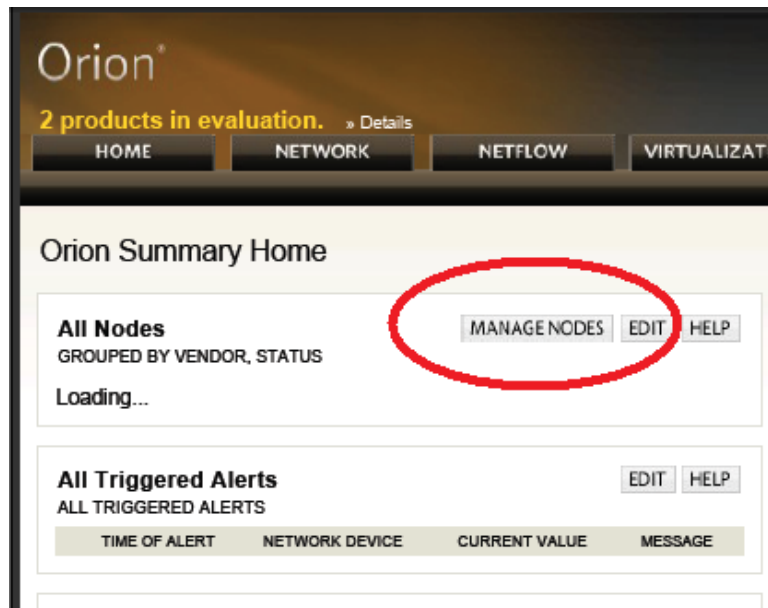 Orion®
2 products in evaluation. » Details
HOME NETWORK NETFLOW VIRTUALIZAT
Orion Summary Home
All Nodes MANAGE NODES EDIT HELP
GROUPED BY VENDOR, STATUS
Loading...
All Triggered Alerts EDIT HELP
ALL TRIGGERED ALERTS
TIME OF ALERT NETWORK DEVICE CURRENT VALUE MESSAGE